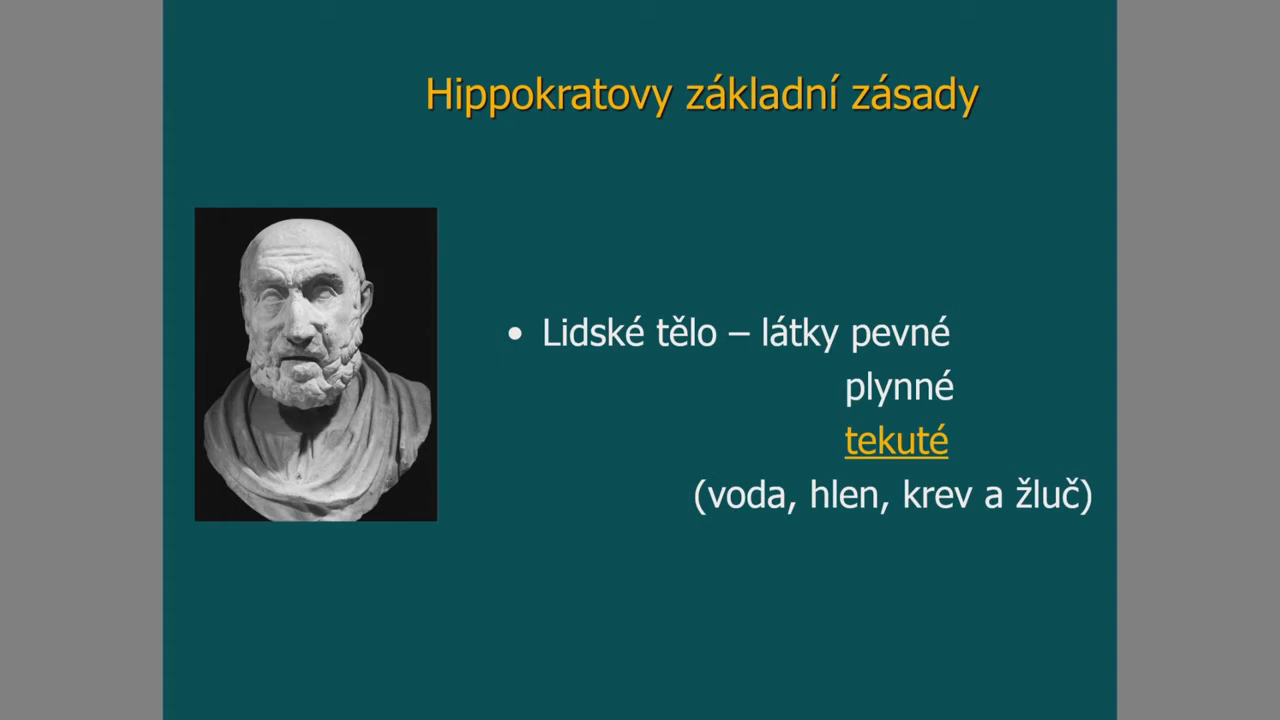 Hippokratovy základní zásady
• Lidské tělo – látky pevné
plynné
tekuté
(voda, hlen, krev a žluč)